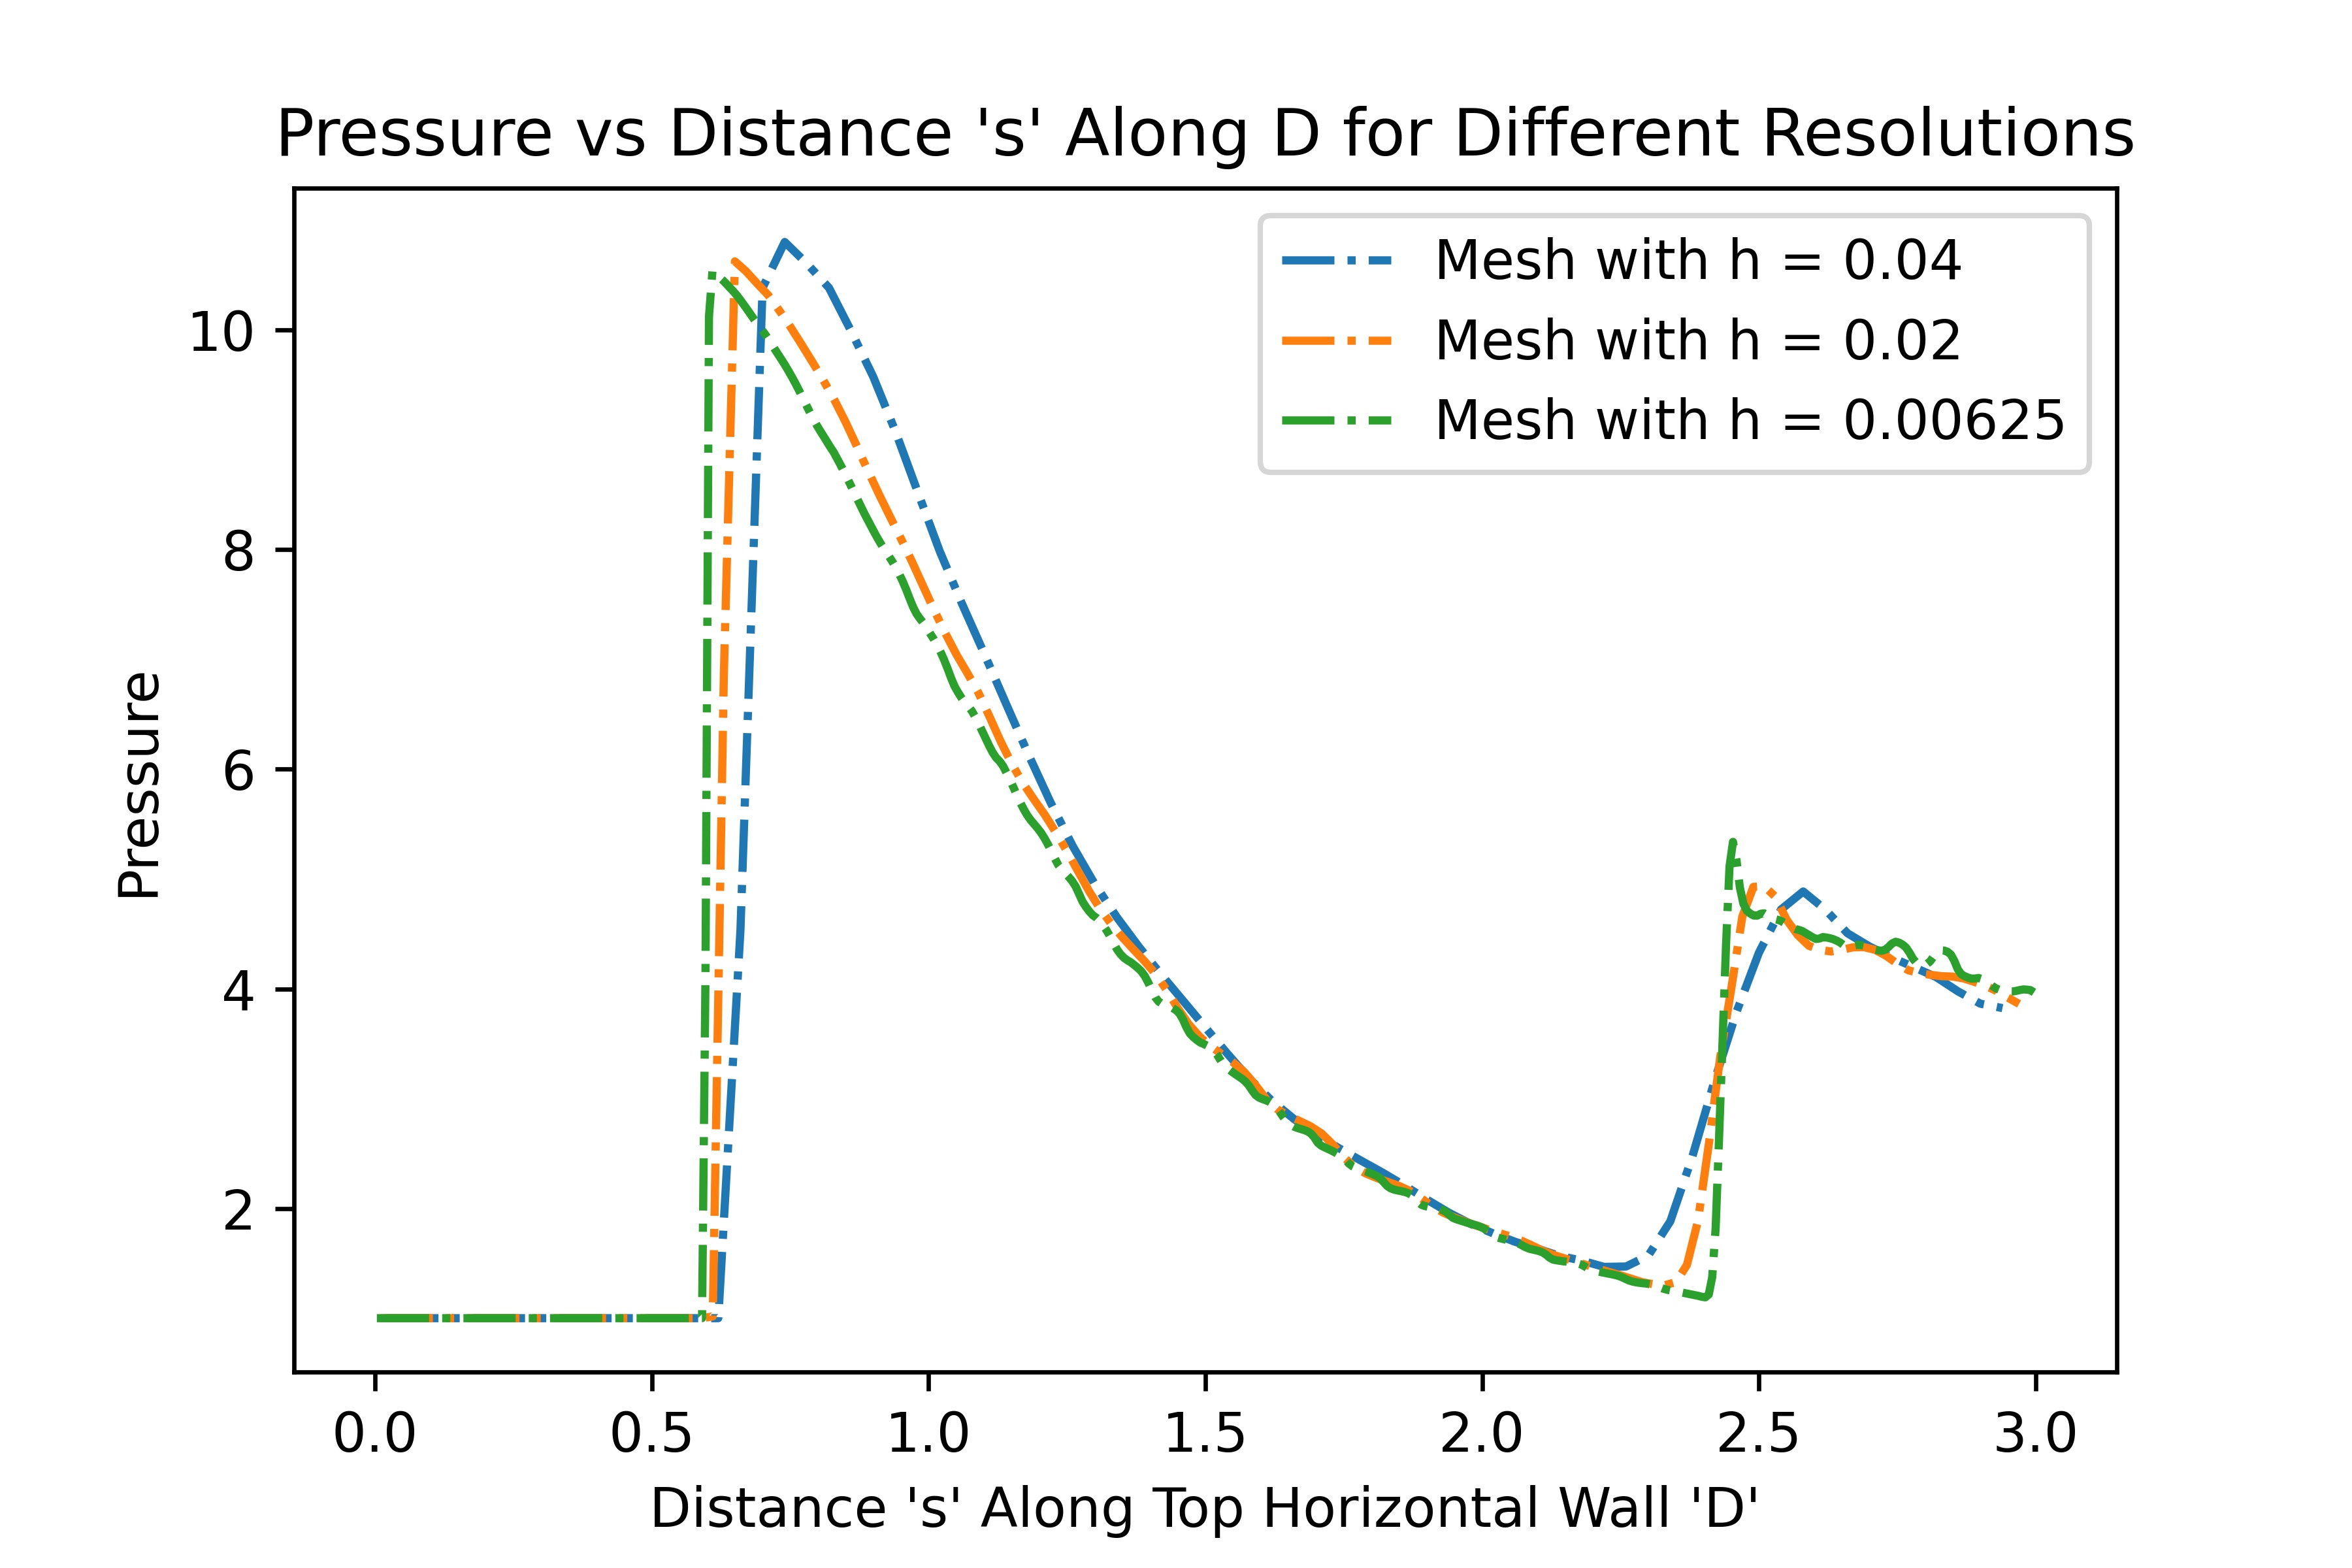 Pressure vs Distance 's' Along D for Different Resolutions
Mesh with h = 0.04
Mesh with h = 0.02
Mesh with h = 0.00625
10
8
6
4
2
Pressure
0.0 0.5 1.0 1.5 2.0 2.5 3.0
Distance 's' Along Top Horizontal Wall 'D'